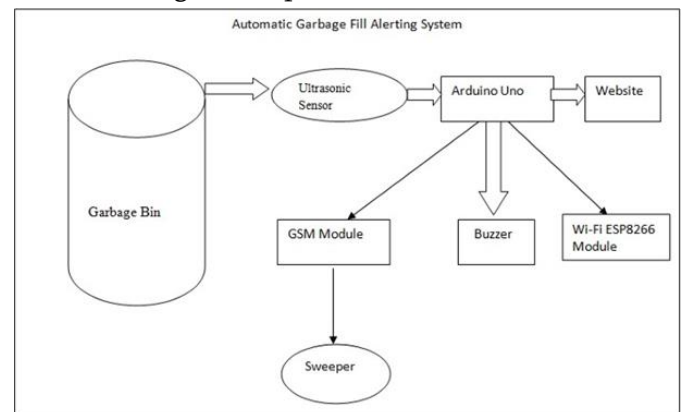 Automatic Garbage Fill Alerting System
Ultrasonic
Sensor
Arduino Uno
Website
Garbage Bin
GSM Module
Buzzer
Wi-Fi ESP8266
Module
Sweeper